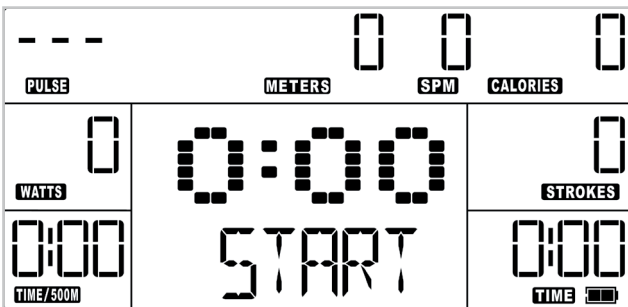 --- 0 0 0
PULSE METERS SPM CALORIES
0 0:00 0
WATTS STROKES
0:00 START 0:00
TIME/500M TIME